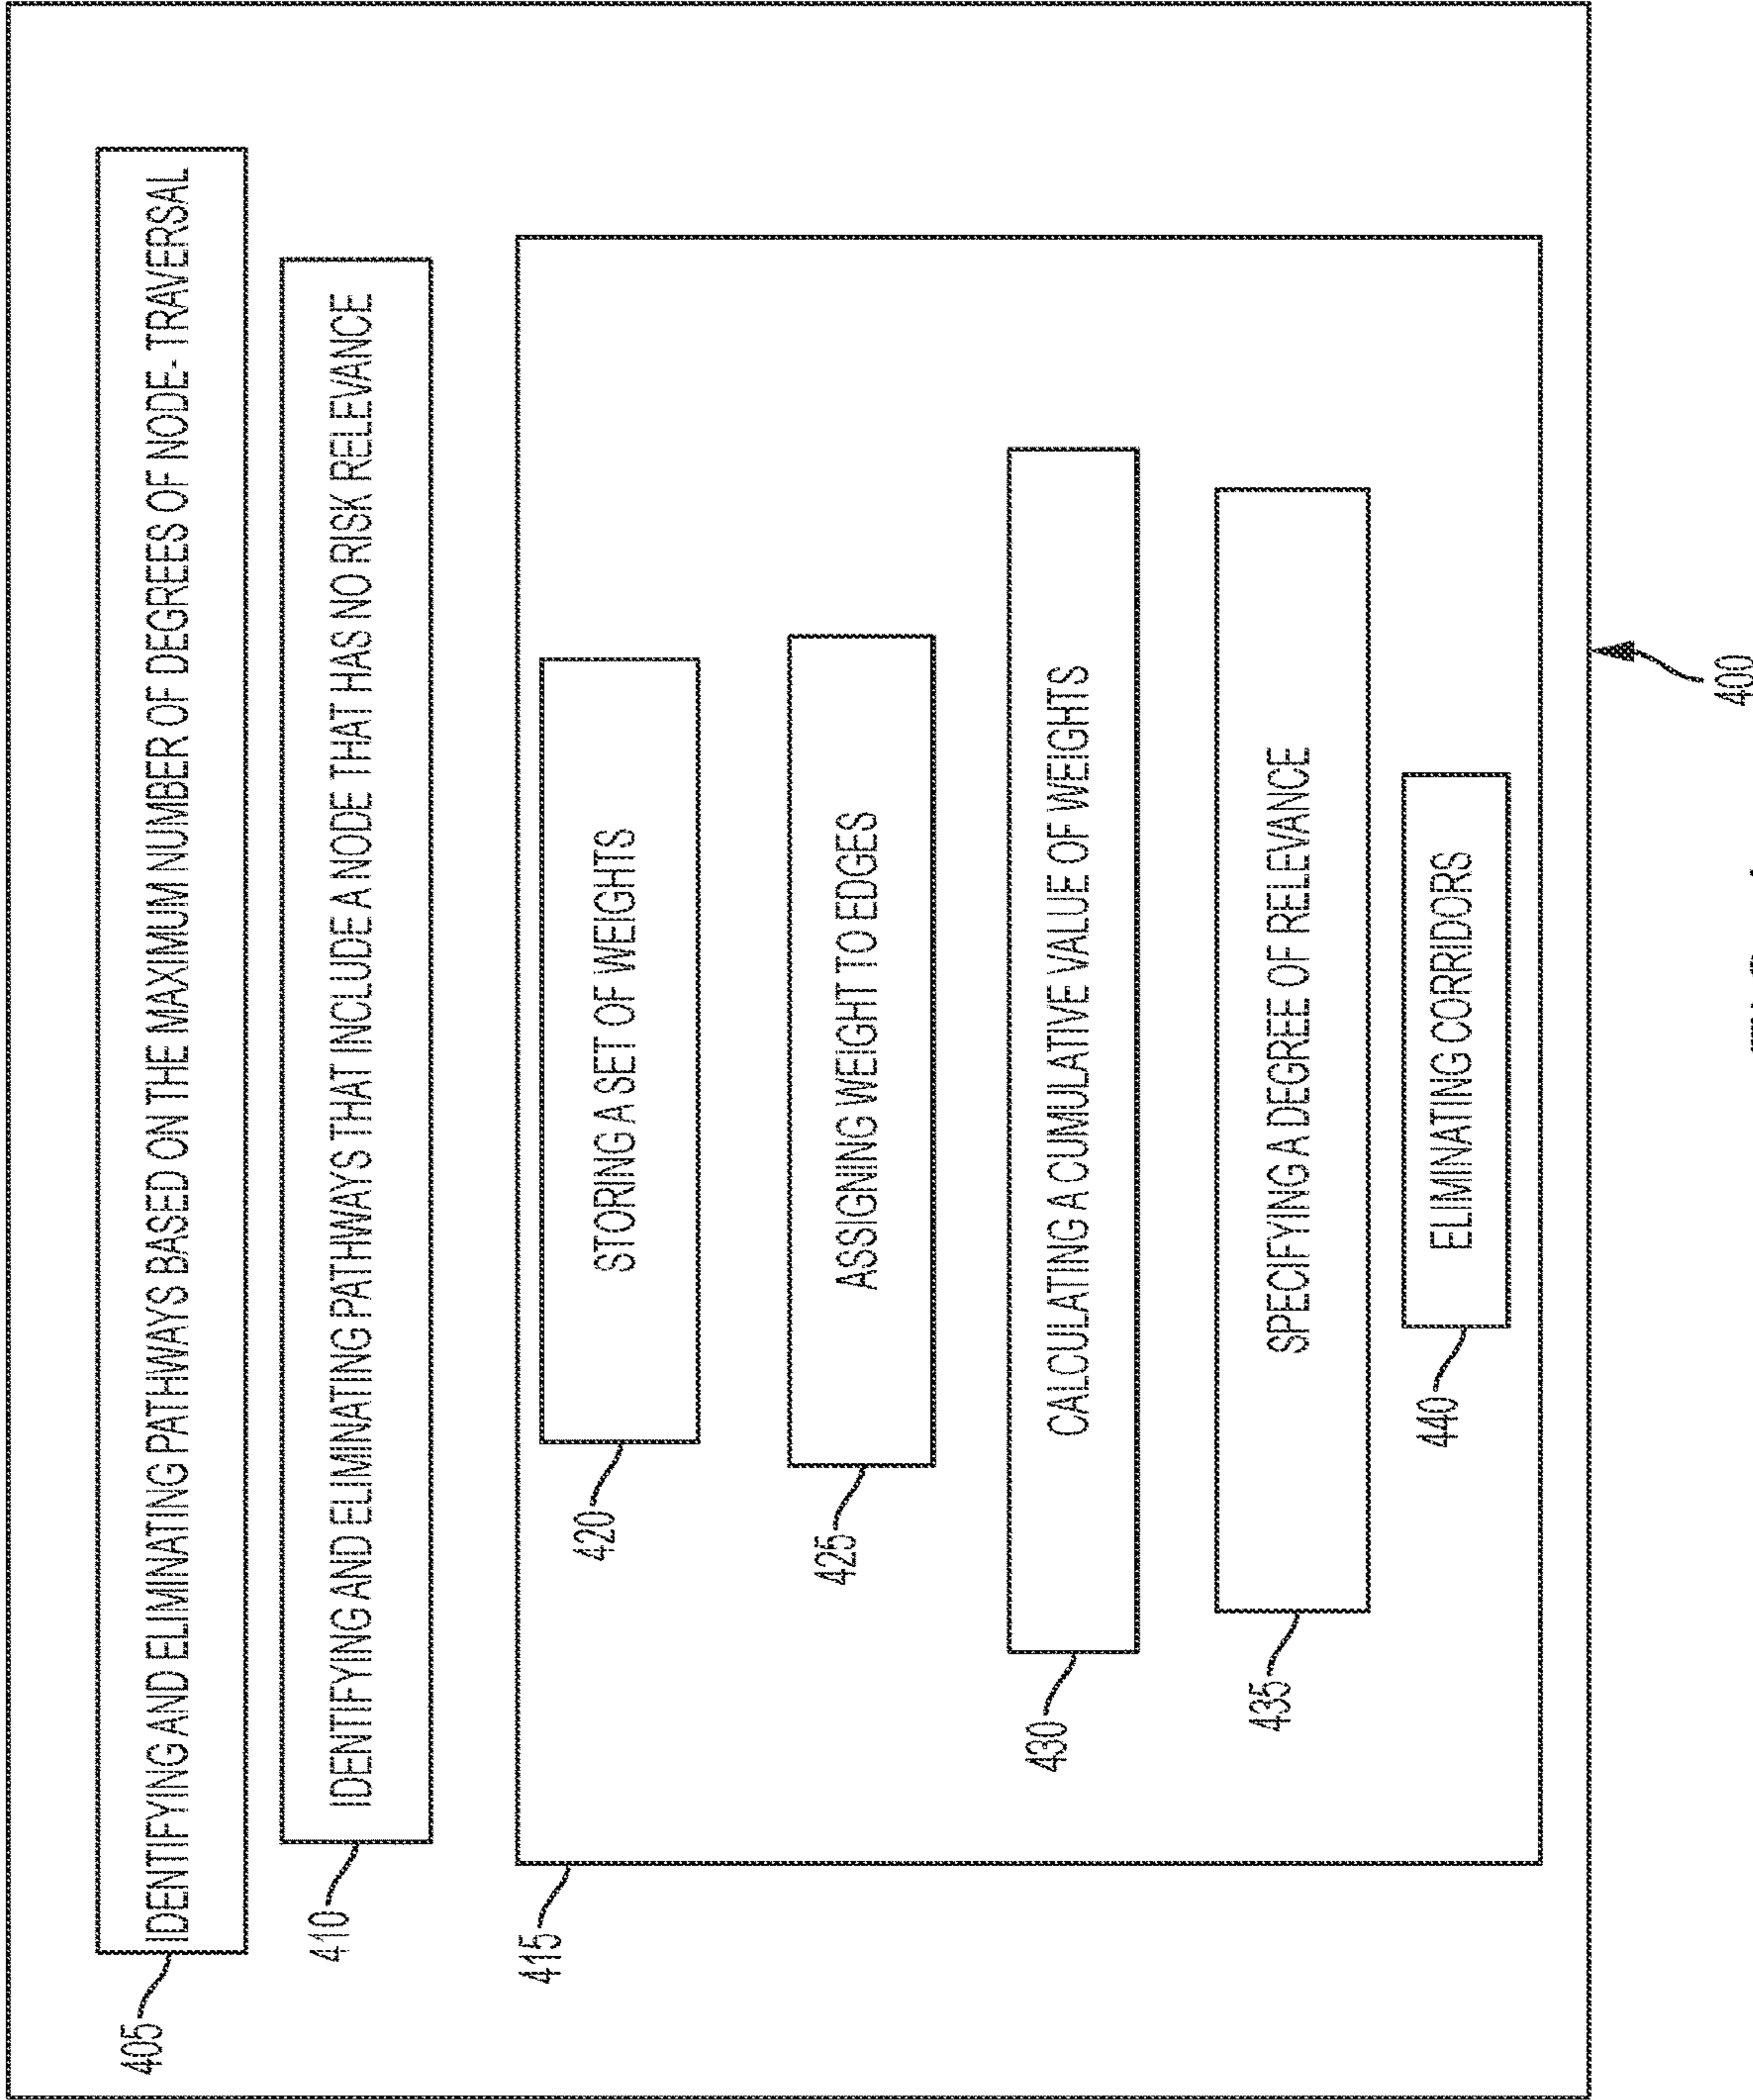 405
IDENTIFYING AND ELIMINATING PATHWAYS BASED ON THE MAXIMUM NUMBER OF DEGREES OF NODE- TRAVERSAL
410
IDENTIFYING AND ELIMINATING PATHWAYS THAT INCLUDE A NODE THAT HAS NO RISK RELEVANCE
415
420
STORING A SET OF WEIGHTS
425
ASSIGNING WEIGHT TO EDGES
430
CALCULATING A CUMULATIVE VALUE OF WEIGHTS
435
SPECIFYING A DEGREE OF RELEVANCE
440
ELIMINATING CORRIDORS
400